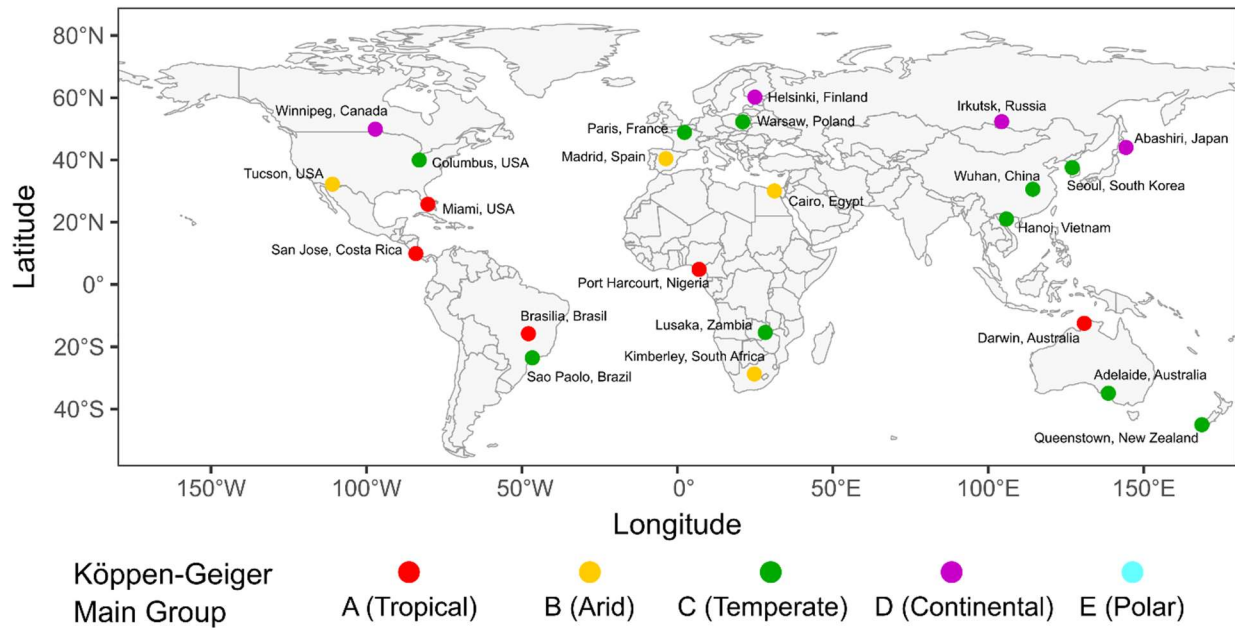 80°N
60°N
40°N
20°N
0°
20°S
40°S
Latitude
Winnipeg, Canada
Columbus, USA
Tucson, USA
Miami, USA
San Jose, Costa Rica
Brasilia, Brasil
Sao Paolo, Brazil
Helsinki, Finland
Warsaw, Poland
Paris, France
Madrid, Spain
Cairo, Egypt
Port Harcourt, Nigeria
Lusaka, Zambia
Kimberley, South Africa
Irkutsk, Russia
Abashiri, Japan
Wuhan, China
Seoul, South Korea
Hanoi, Vietnam
Darwin, Australia
Adelaide, Australia
Queenstown, New Zealand
150°W
100°W
50°W
0°
50°E
100°E
150°E
Longitude
Köppen-Geiger
Main Group
A (Tropical)
B (Arid)
C (Temperate)
D (Continental)
E (Polar)